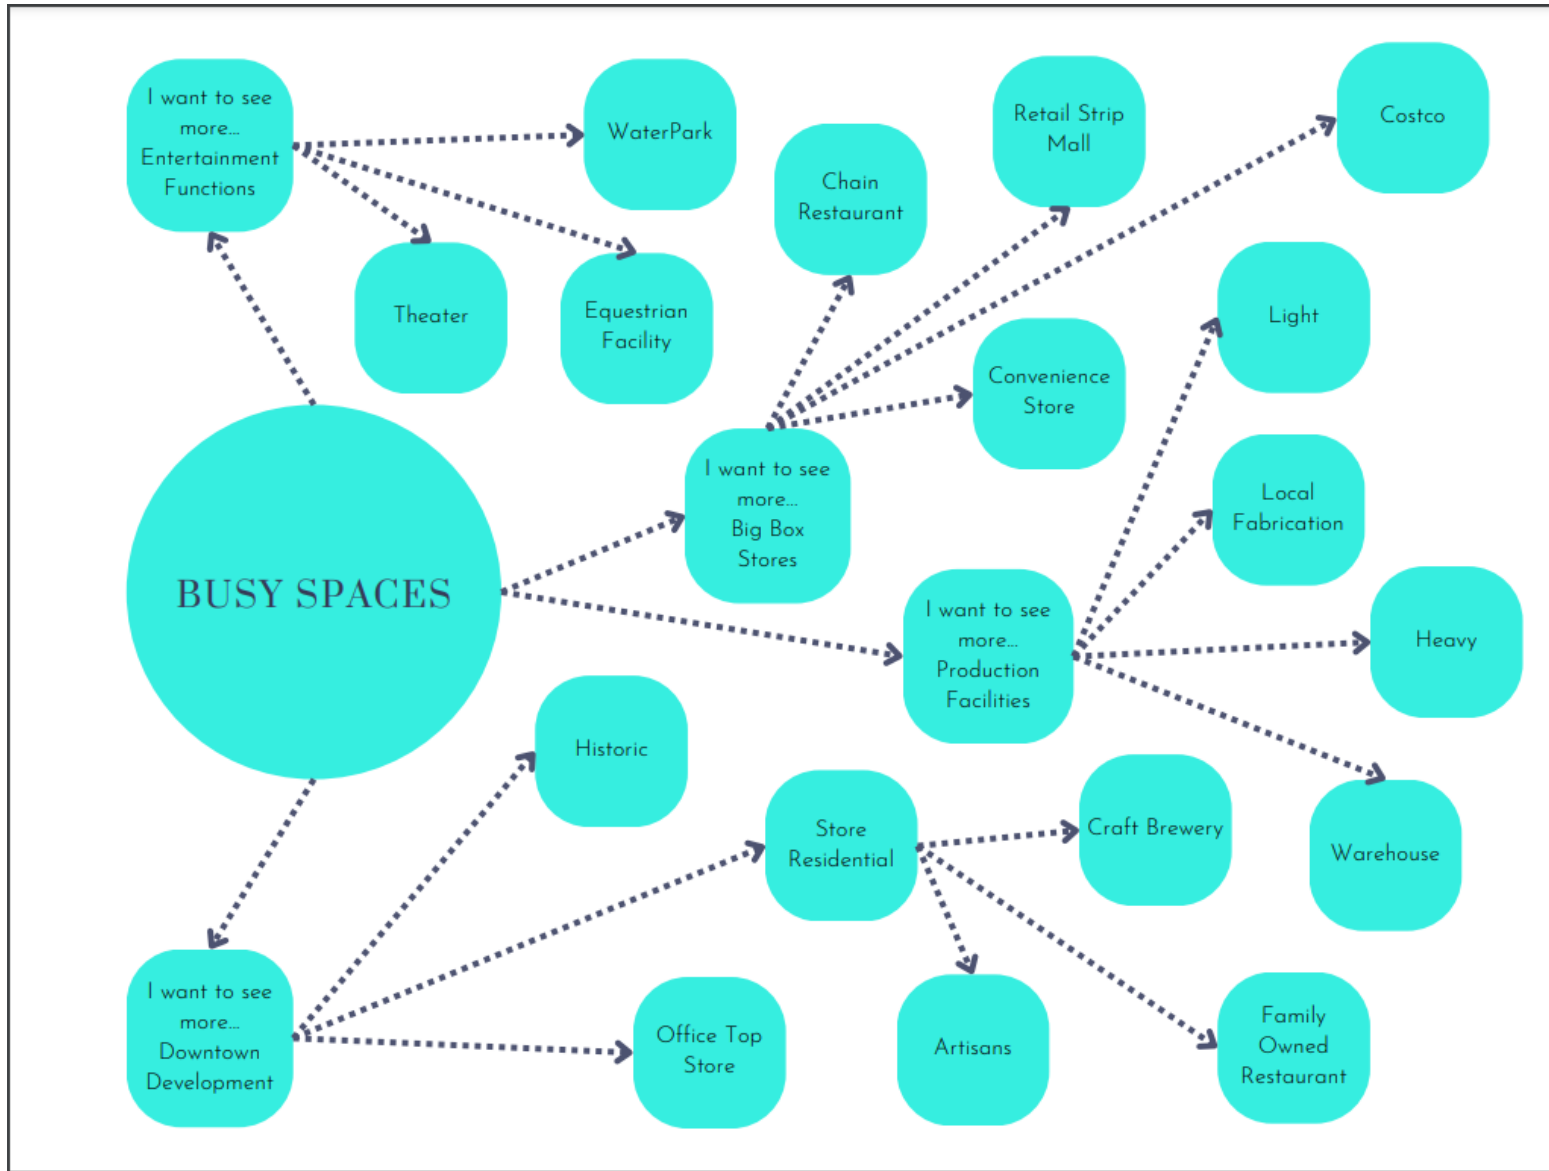 I want to see
more...
Entertainment
Functions
WaterPark
Theater
Equestrian
Facility
Chain
Restaurant
Retail Strip
Mall
Costco
Convenience
Store
Light
I want to see
more...
Big Box
Stores
Local
Fabrication
BUSY SPACES
I want to see
more...
Production
Facilities
Heavy
Historic
Store
Residential
Craft Brewery
Warehouse
I want to see
more...
Downtown
Development
Office Top
Store
Artisans
Family
Owned
Restaurant